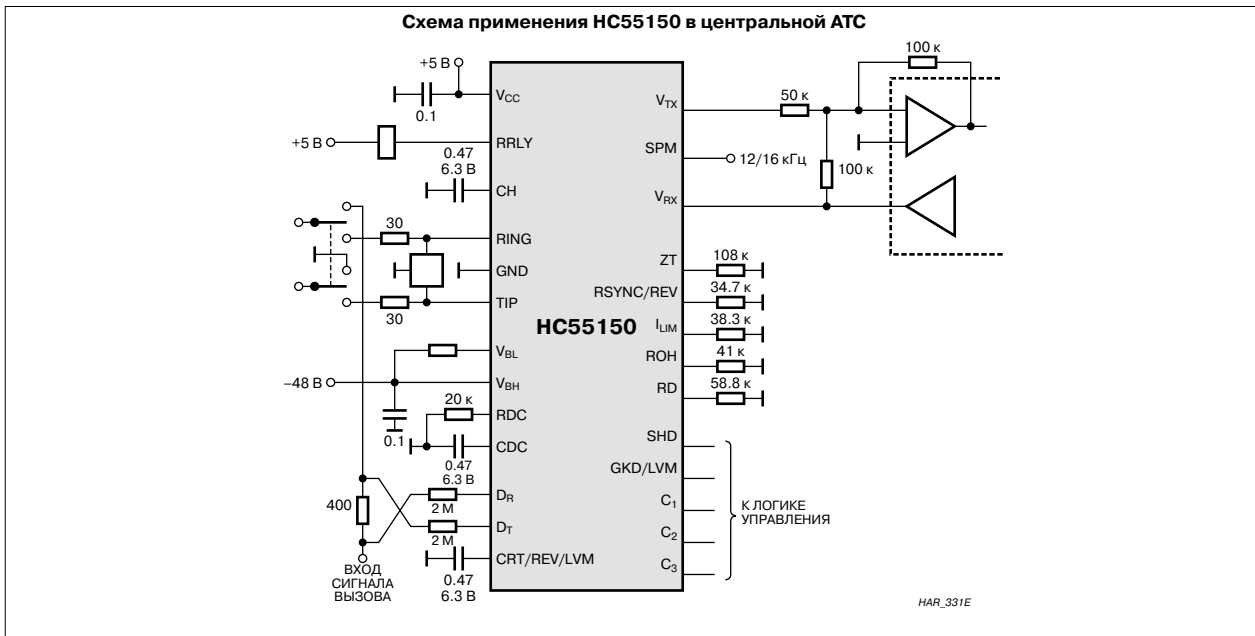 Схема применения HC55150 в центральной АТС
+5 В
0.1
VCC
+5 В
RRLY
0.47
6.3 В
CH
30
RING
GND
TIP
30
HC55150
VBL
–48 В
VBH
20 к
RDC
0.1
CDC
0.47
6.3 В
400
DR
2 М
DT
2 М
CRT/REV/LVM
0.47
6.3 В
ВХОД
СИГНАЛА
ВЫЗОВА
100 к
50 к
VTX
SPM
12/16 кГц
100 к
VRX
ZT
108 к
RSYNC/REV
34.7 к
ILIM
38.3 к
ROH
41 к
RD
58.8 к
SHD
GKD/LVM
C1
C2
C3
К ЛОГИКЕ
УПРАВЛЕНИЯ
HAR_331E